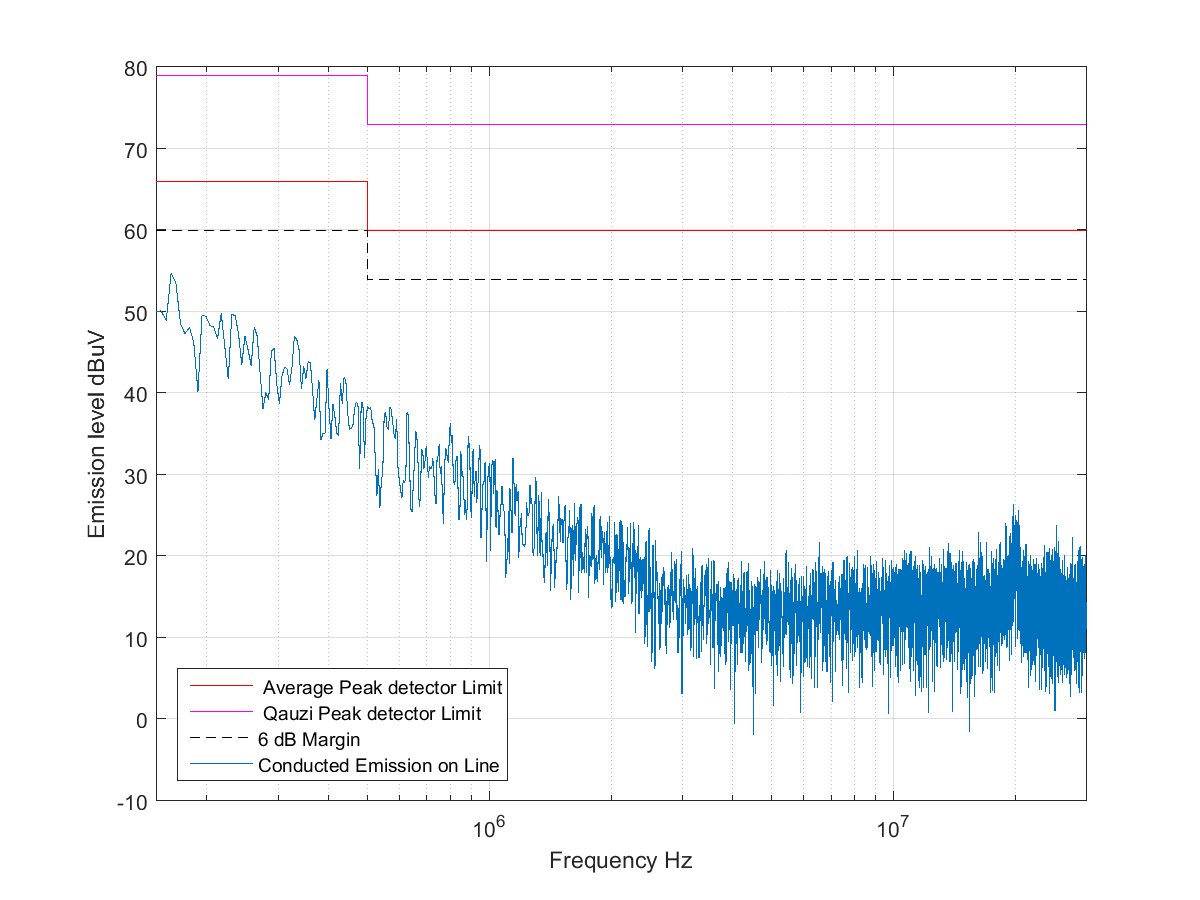 80
70
60
50
40
30
20
10
0
-10
Emission level dBuV
Average Peak detector Limit
Qauzi Peak detector Limit
6 dB Margin
Conducted Emission on Line
10^6
10^7
Frequency Hz